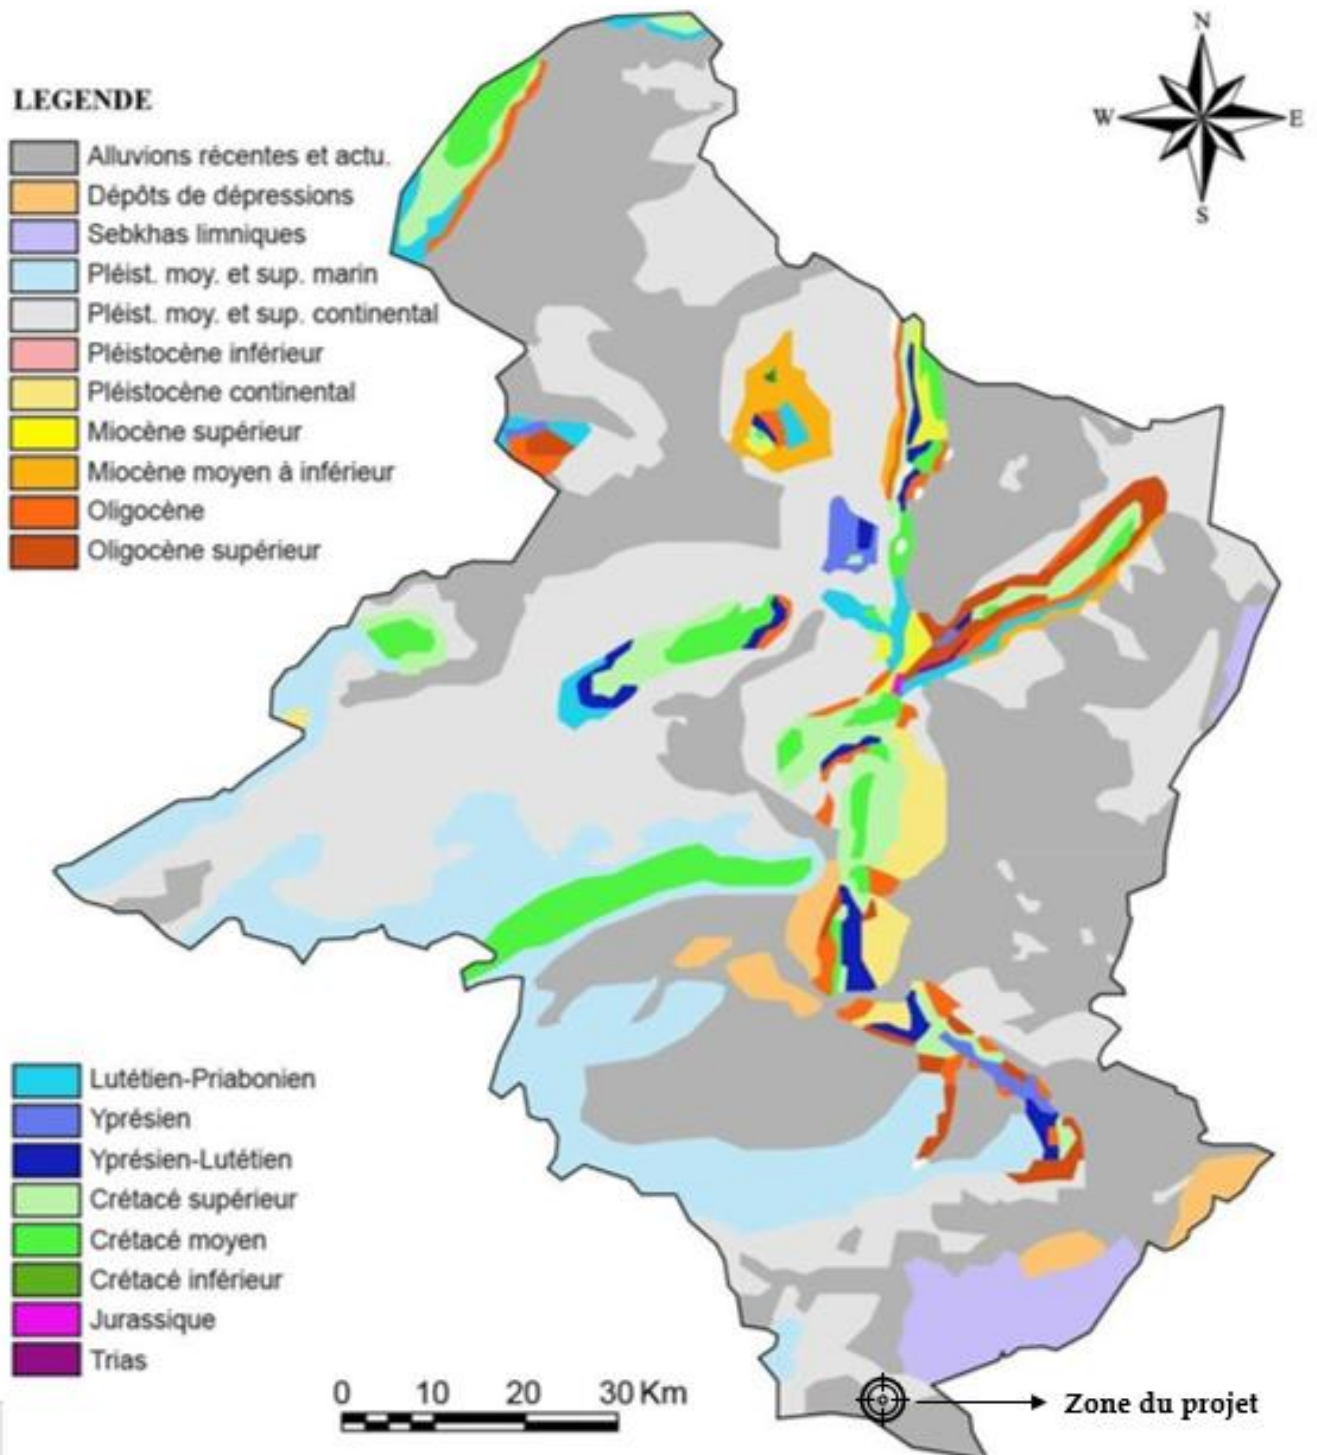 N
LEGENDE
W
E
S
Alluvions récentes et actu.
Dépôts de dépressions
Sebkhas limniques
Pléist. moy. et sup. marin
Pléist. moy. et sup. continental
Pléistocène inférieur
Pléistocène continental
Miocène supérieur
Miocène moyen à inférieur
Oligocène
Oligocène supérieur
Lutétien-Priabonien
Yprésien
Yprésien-Lutétien
Crétacé supérieur
Crétacé moyen
Crétacé inférieur
Jurassique
Trias
0 10 20 30 Km
Zone du projet